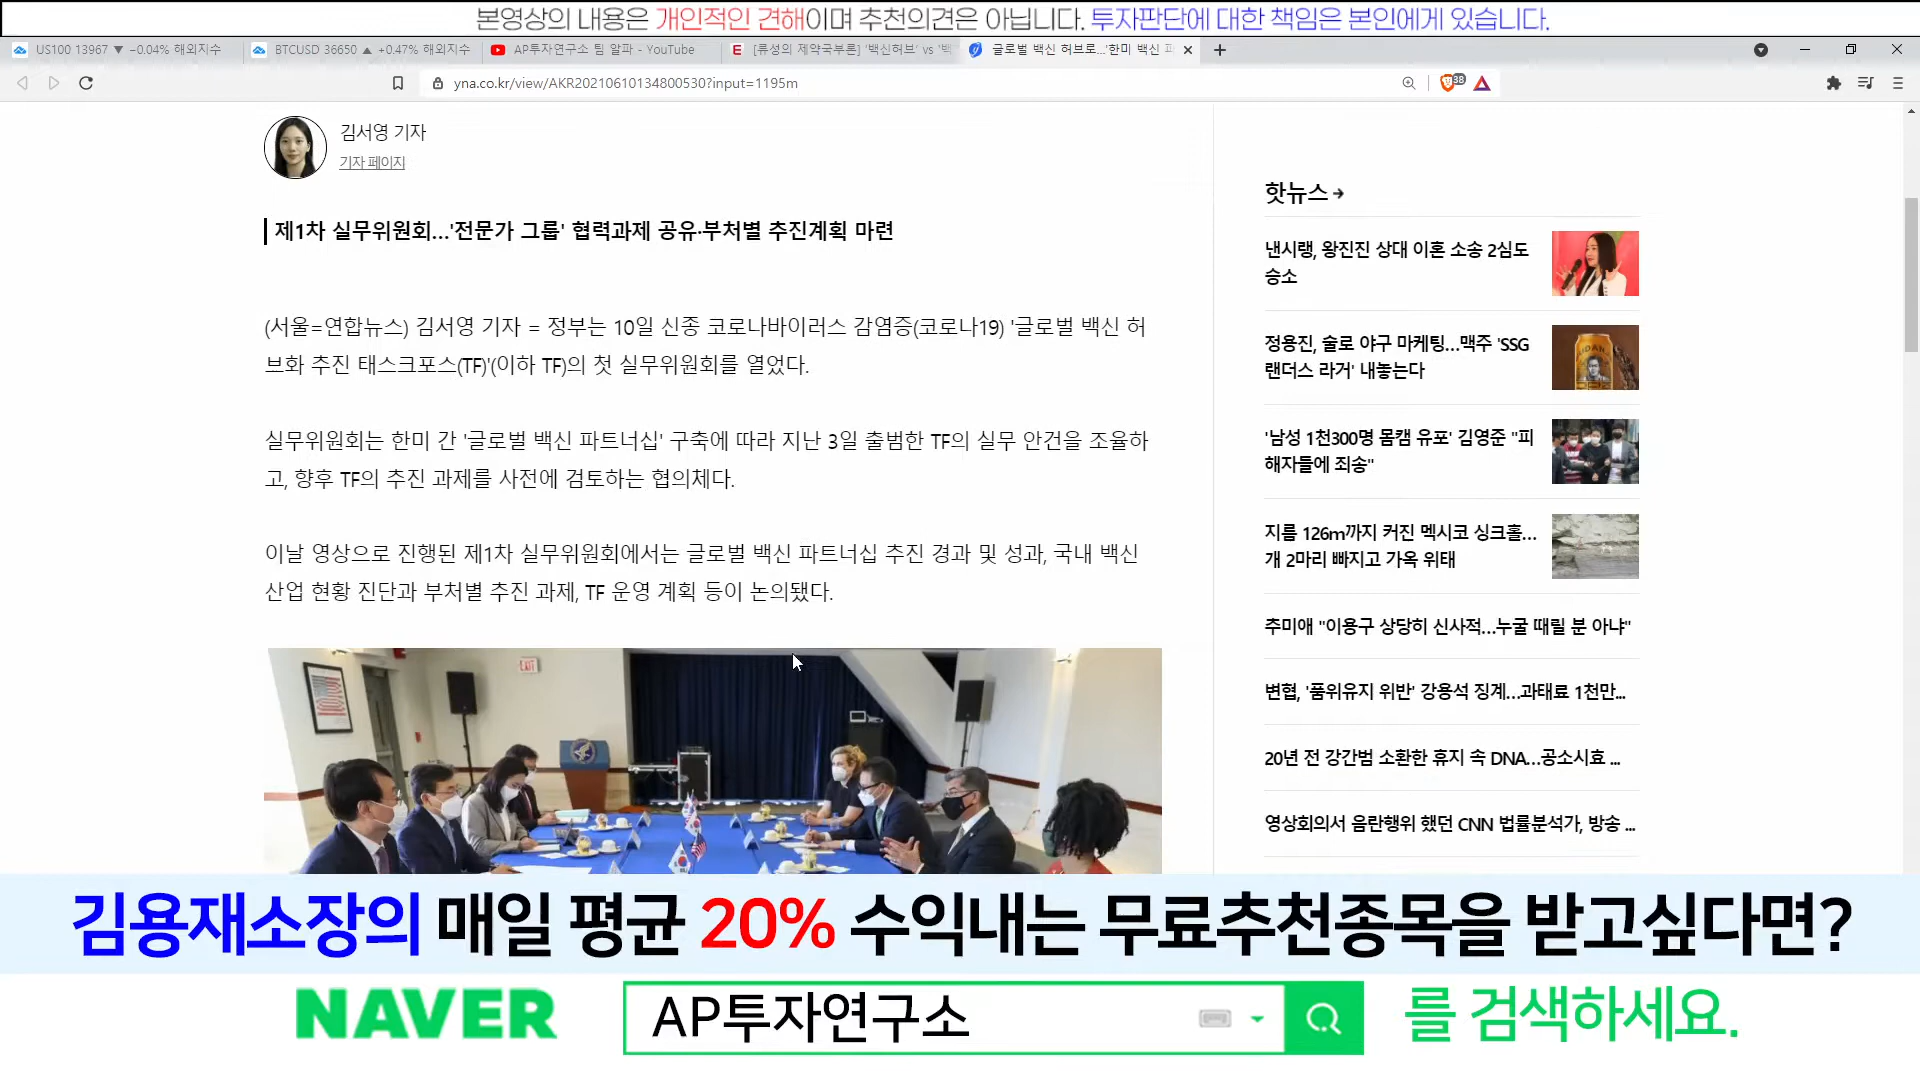 본영상의 내용은 개인적인 견해이며 추천의견은 아닙니다. 투자판단에 대한 책임은 본인에게 있습니다.
US100 13967 ▼ −0.04% 해외지수
BTCUSD 36650 ▲ +0.47% 해외지수
AP투자연구소 팀 알파 - YouTube
[류성의 제약국부론] '백신허브' vs '백
글로벌 백신 허브로…'한미 백신 파
yna.co.kr/view/AKR20210610134800530?input=1195m
38
김서영 기자
기자 페이지
제1차 실무위원회…'전문가 그룹' 협력과제 공유·부처별 추진계획 마련
(서울=연합뉴스) 김서영 기자 = 정부는 10일 신종 코로나바이러스 감염증(코로나19) '글로벌 백신 허
브화 추진 태스크포스(TF)'(이하 TF)의 첫 실무위원회를 열었다.
실무위원회는 한미 간 '글로벌 백신 파트너십' 구축에 따라 지난 3일 출범한 TF의 실무 안건을 조율하
고, 향후 TF의 추진 과제를 사전에 검토하는 협의체다.
이날 영상으로 진행된 제1차 실무위원회에서는 글로벌 백신 파트너십 추진 경과 및 성과, 국내 백신
산업 현황 진단과 부처별 추진 과제, TF 운영 계획 등이 논의됐다.
EXIT
핫뉴스
낸시랭, 왕진진 상대 이혼 소송 2심도
승소
정용진, 술로 야구 마케팅…맥주 'SSG
랜더스 라거' 내놓는다
'남성 1천300명 몸캠 유포' 김영준 "피
해자들에 죄송"
지름 126m까지 커진 멕시코 싱크홀…
개 2마리 빠지고 가옥 위태
추미애 "이용구 상당히 신사적…누굴 때릴 분 아냐"
변협, '품위유지 위반' 강용석 징계…과태료 1천만...
20년 전 강간범 소환한 휴지 속 DNA…공소시효 ...
영상회의서 음란행위 했던 CNN 법률분석가, 방송 ...
김용재소장의 매일 평균 20% 수익내는 무료추천종목을 받고싶다면?
NAVER AP투자연구소 를 검색하세요.